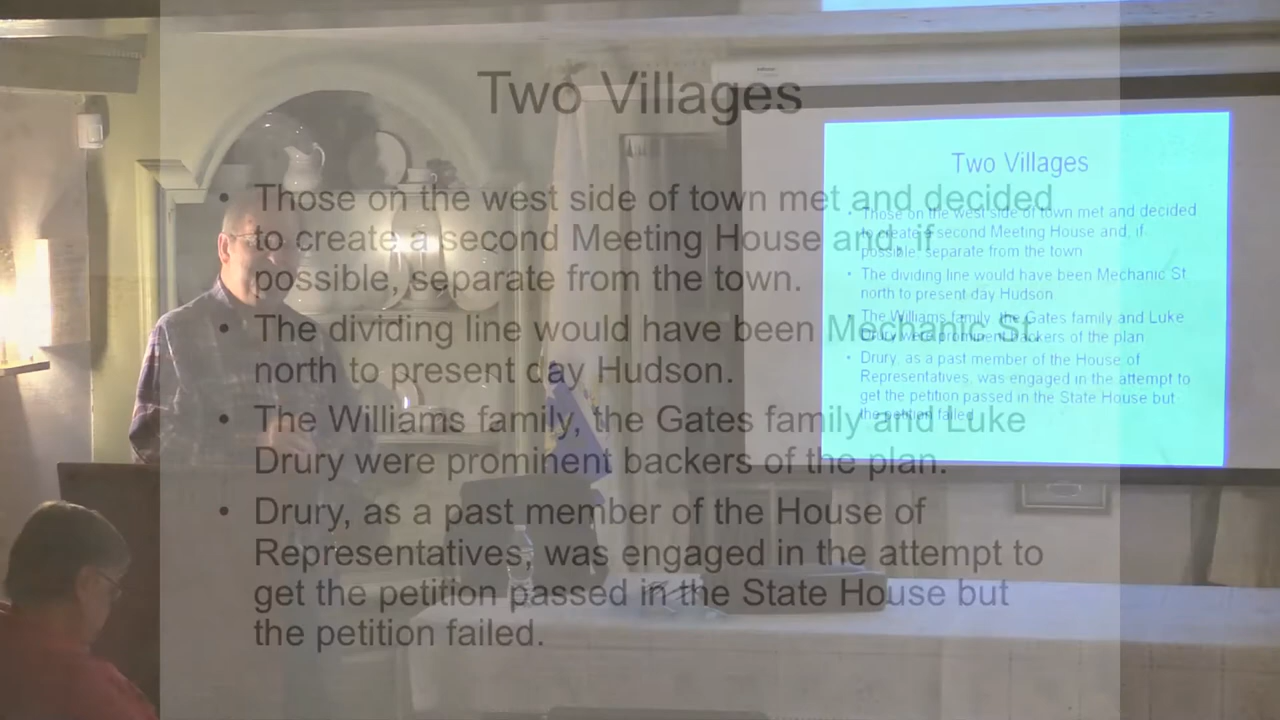 Two Villages
• Those on the west side of town met and decided
to create a second Meeting House and, if
possible, separate from the town.
• The dividing line would have been Mechanic St.
north to present day Hudson.
• The Williams family, the Gates family and Luke
Drury were prominent backers of the plan.
• Drury, as a past member of the House of
Representatives, was engaged in the attempt to
get the petition passed in the State House but
the petition failed.
Two Villages
• Those on the west side of town met and decided
to create a second Meeting House and, if
possible, separate from the town
• The dividing line would have been Mechanic St.
north to present day Hudson
• The Williams family, the Gates family and Luke
Drury were prominent backers of the plan
• Drury, as a past member of the House of
Representatives, was engaged in the attempt to
get the petition passed in the State House but
the petition failed